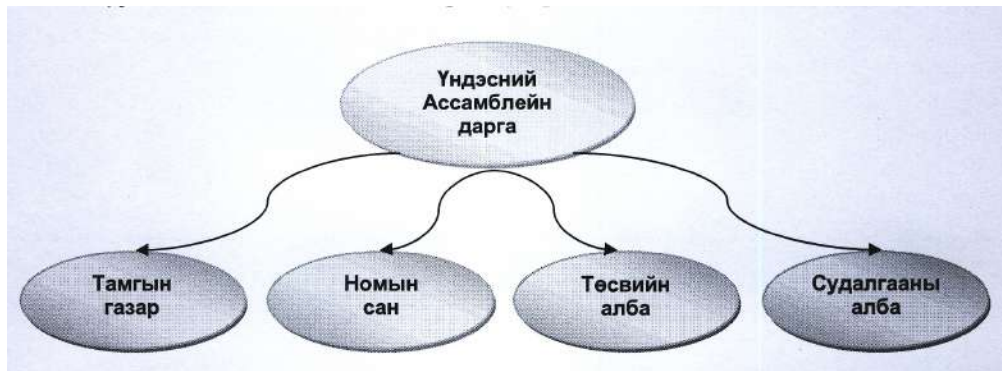 Үндэсний
Ассамблейн
дарга
Тамгын
газар
Номын
сан
Төсвийн
алба
Судалгааны
алба